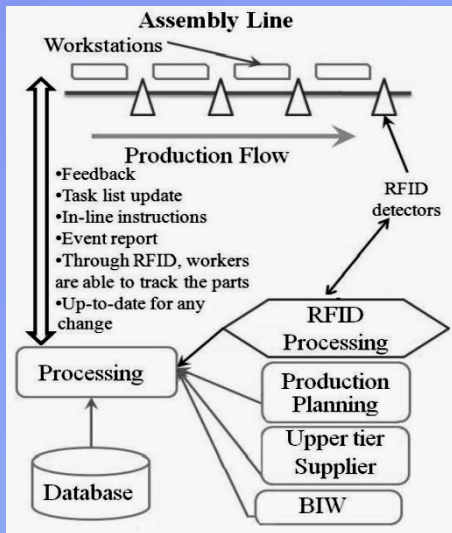 Assembly Line
Workstations
Production Flow
•Feedback
•Task list update
•In-line instructions
•Event report
•Through RFID, workers
are able to track the parts
•Up-to-date for any
change
RFID
detectors
RFID
Processing
Processing
Production
Planning
Upper tier
Supplier
Database
BIW